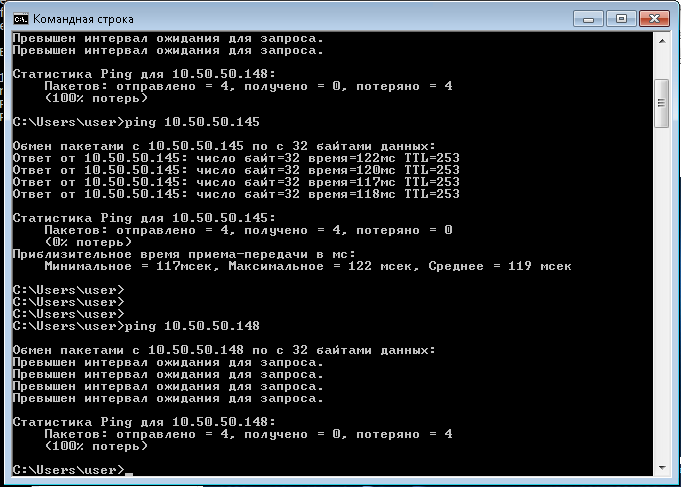 Командная строка
Превышен интервал ожидания для запроса.
Превышен интервал ожидания для запроса.
Статистика Ping для 10.50.50.148:
Пакетов: отправлено = 4, получено = 0, потеряно = 4
(100% потерь)
C:\Users\user>ping 10.50.50.145
Обмен пакетами с 10.50.50.145 по с 32 байтами данных:
Ответ от 10.50.50.145: число байт=32 время=122мс TTL=253
Ответ от 10.50.50.145: число байт=32 время=120мс TTL=253
Ответ от 10.50.50.145: число байт=32 время=117мс TTL=253
Ответ от 10.50.50.145: число байт=32 время=118мс TTL=253
Статистика Ping для 10.50.50.145:
Пакетов: отправлено = 4, получено = 4, потеряно = 0
(0% потерь)
Приблизительное время приема-передачи в мс:
Минимальное = 117мсек, Максимальное = 122 мсек, Среднее = 119 мсек
C:\Users\user>
C:\Users\user>
C:\Users\user>
C:\Users\user>ping 10.50.50.148
Обмен пакетами с 10.50.50.148 по с 32 байтами данных:
Превышен интервал ожидания для запроса.
Превышен интервал ожидания для запроса.
Превышен интервал ожидания для запроса.
Превышен интервал ожидания для запроса.
Статистика Ping для 10.50.50.148:
Пакетов: отправлено = 4, получено = 0, потеряно = 4
(100% потерь)
C:\Users\user>_